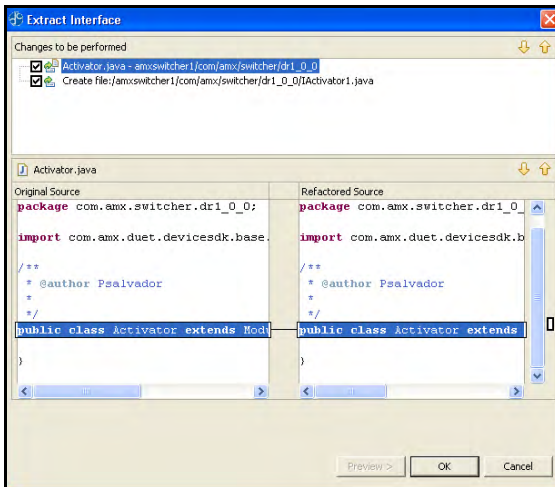 Extract Interface
Changes to be performed
Activator.java - amxswitcher1/com/amx/switcher/dr1_0_0
Create file:/amxswitcher1/com/amx/switcher/dr1_0_0/IActivator1.java
Activator.java
Original Source
package com.amx.switcher.dr1_0_0;
import com.amx.duet.devicesdk.base.
/**
* @author Psalvador
*
*/
public class Activator extends Modu
}
Refactored Source
package com.amx.switcher.dr1_0_
import com.amx.duet.devicesdk.b
/**
* @author Psalvador
*
*/
public class Activator extends
}
Preview >
OK
Cancel